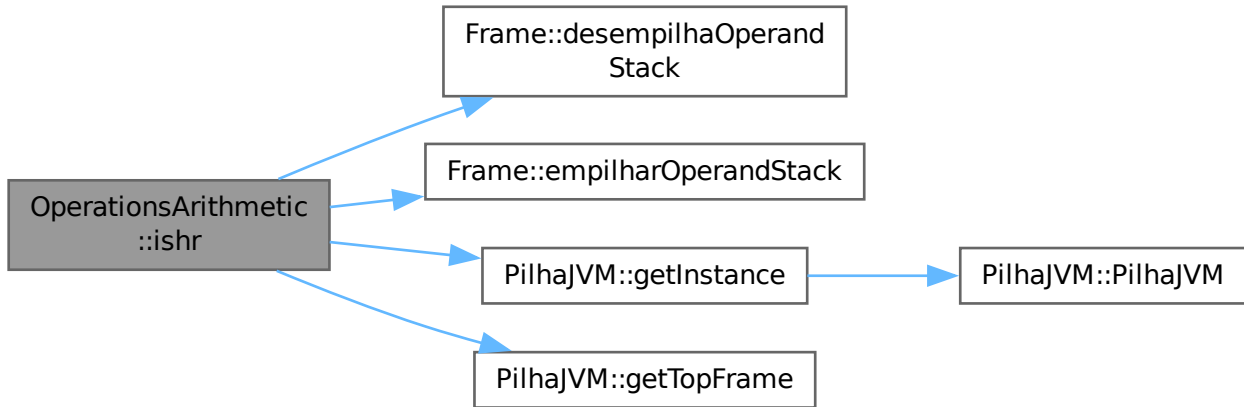 Frame::desempilhaOperand
Stack
Frame::empilharOperandStack
OperationsArithmetic
::ishr
PilhaJVM::getInstance
PilhaJVM::PilhaJVM
PilhaJVM::getTopFrame